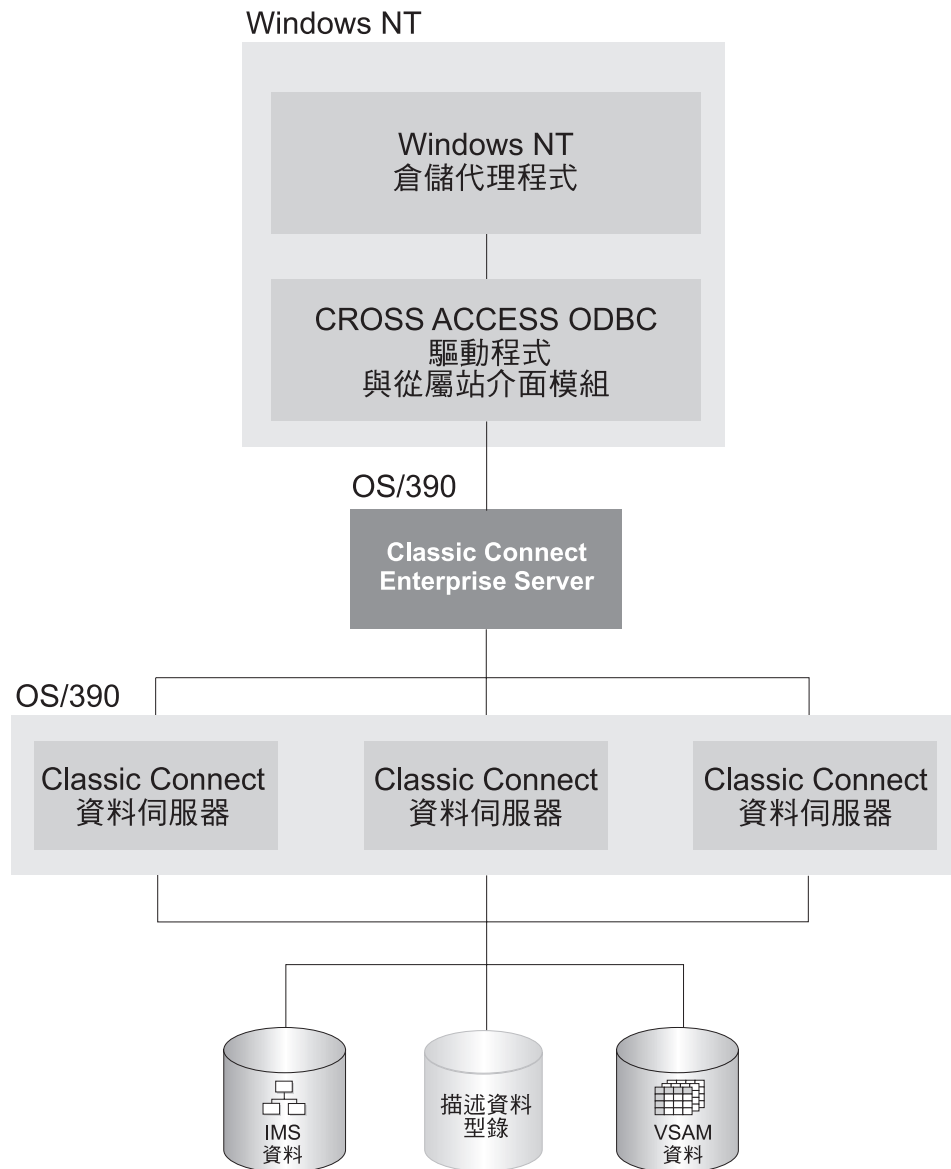 Windows NT
Windows NT
倉儲代理程式
CROSS ACCESS ODBC
驅動程式
與從屬站介面模組
OS/390
Classic Connect
Enterprise Server
OS/390
Classic Connect
資料伺服器
Classic Connect
資料伺服器
Classic Connect
資料伺服器
IMS
資料
描述資料
型錄
VSAM
資料